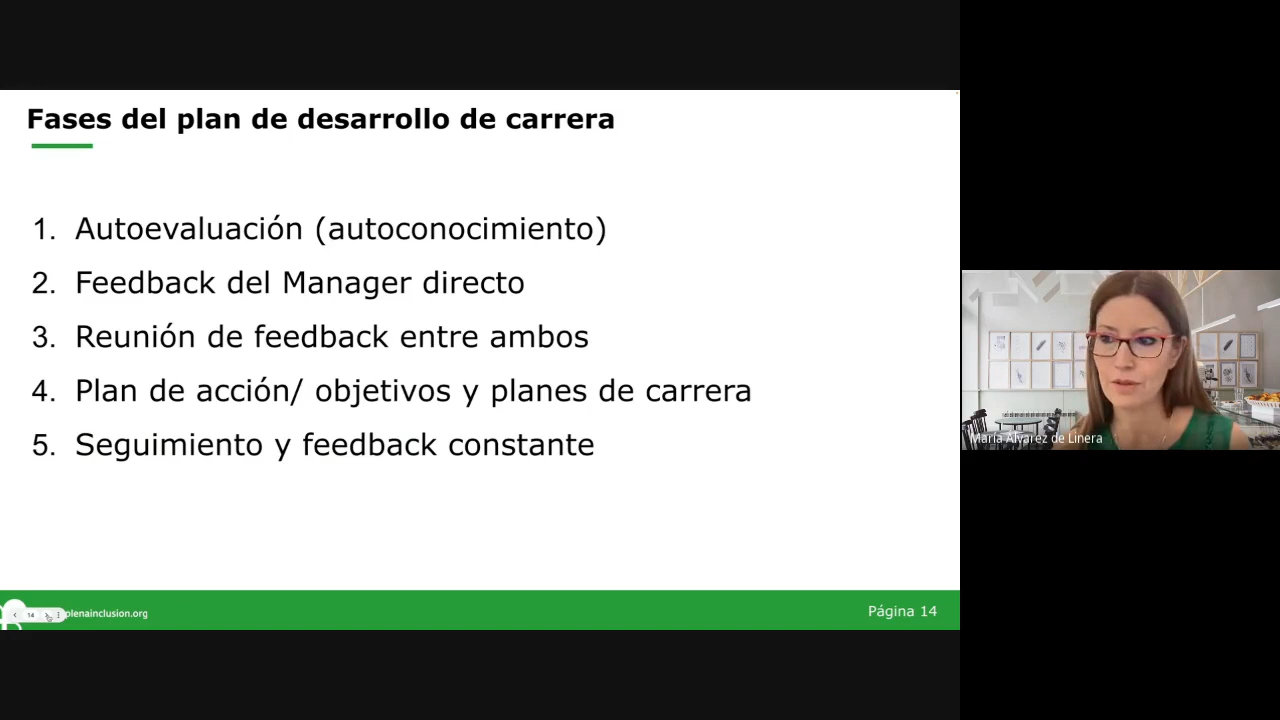 Fases del plan de desarrollo de carrera
1. Autoevaluación (autoconocimiento)
2. Feedback del Manager directo
3. Reunión de feedback entre ambos
4. Plan de acción/ objetivos y planes de carrera
5. Seguimiento y feedback constante
14
plenainclusion.org
Página 14
María Álvarez de Linera